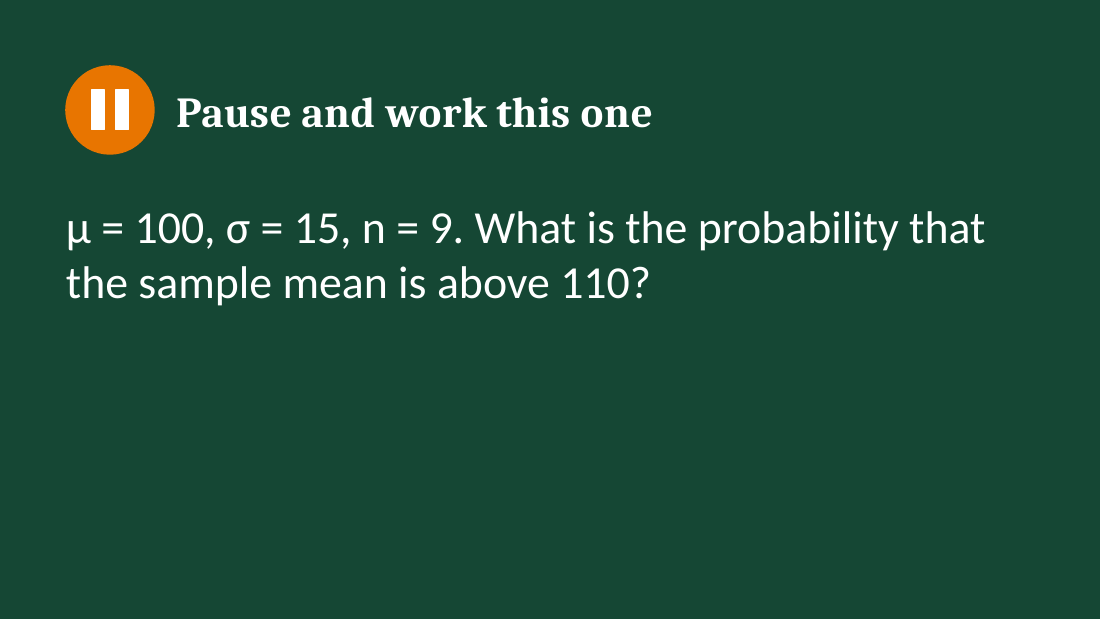 Pause and work this one
μ = 100, σ = 15, n = 9. What is the probability that
the sample mean is above 110?